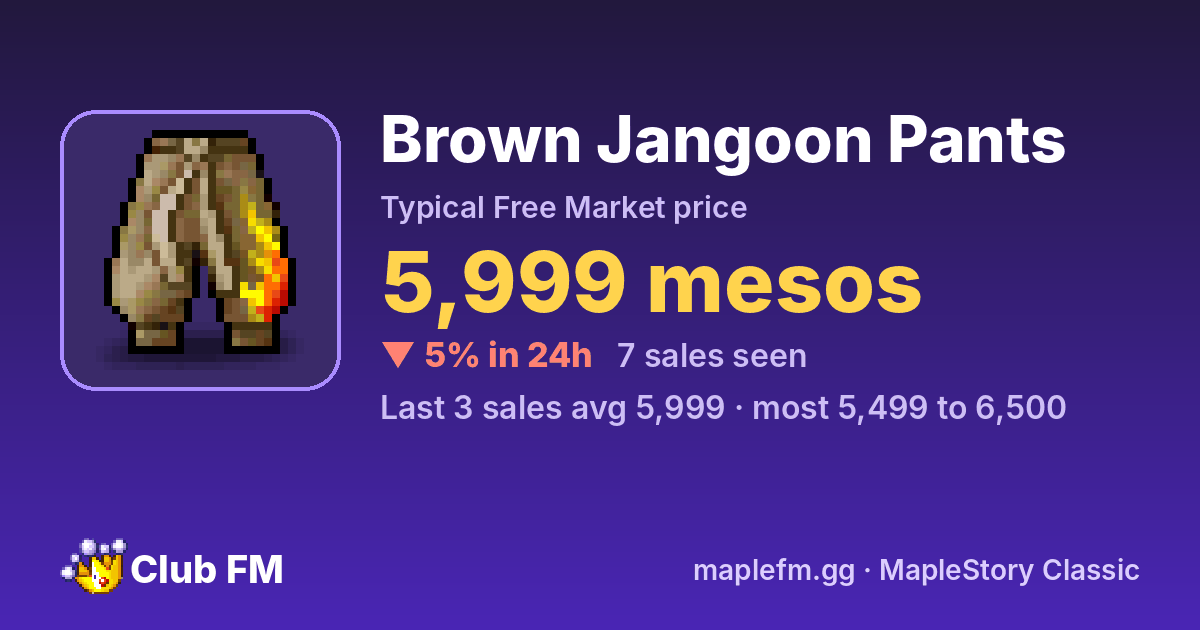 Brown Jangoon Pants
Typical Free Market price
5,999 mesos
▼ 5% in 24h 7 sales seen
Last 3 sales avg 5,999 · most 5,499 to 6,500
Club FM
maplefm.gg · MapleStory Classic